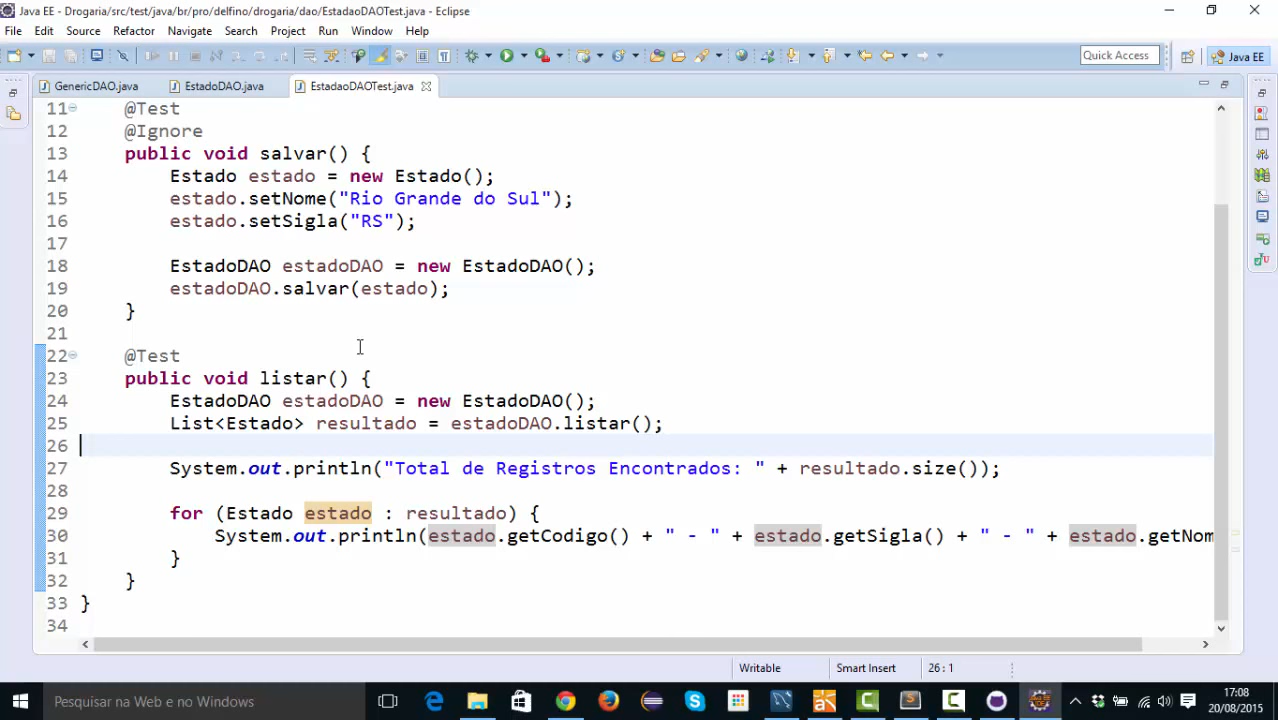 Java EE - Drogaria/src/test/java/br/pro/delfino/drogaria/dao/EstadaoDAOTest.java - Eclipse
File Edit Source Refactor Navigate Search Project Run Window Help
Quick Access Java EE
GenericDAO.java EstadoDAO.java EstadaoDAOTest.java
11 @Test
12 @Ignore
13 public void salvar() {
14 Estado estado = new Estado();
15 estado.setNome("Rio Grande do Sul");
16 estado.setSigla("RS");
17
18 EstadoDAO estadoDAO = new EstadoDAO();
19 estadoDAO.salvar(estado);
20 }
21
22 @Test
23 public void listar() {
24 EstadoDAO estadoDAO = new EstadoDAO();
25 List<Estado> resultado = estadoDAO.listar();
26
27 System.out.println("Total de Registros Encontrados: " + resultado.size());
28
29 for (Estado estado : resultado) {
30 System.out.println(estado.getCodigo() + " - " + estado.getSigla() + " - " + estado.getNom
31 }
32 }
33 }
34
Writable Smart Insert 26 : 1
Pesquisar na Web e no Windows
17:08
20/08/2015